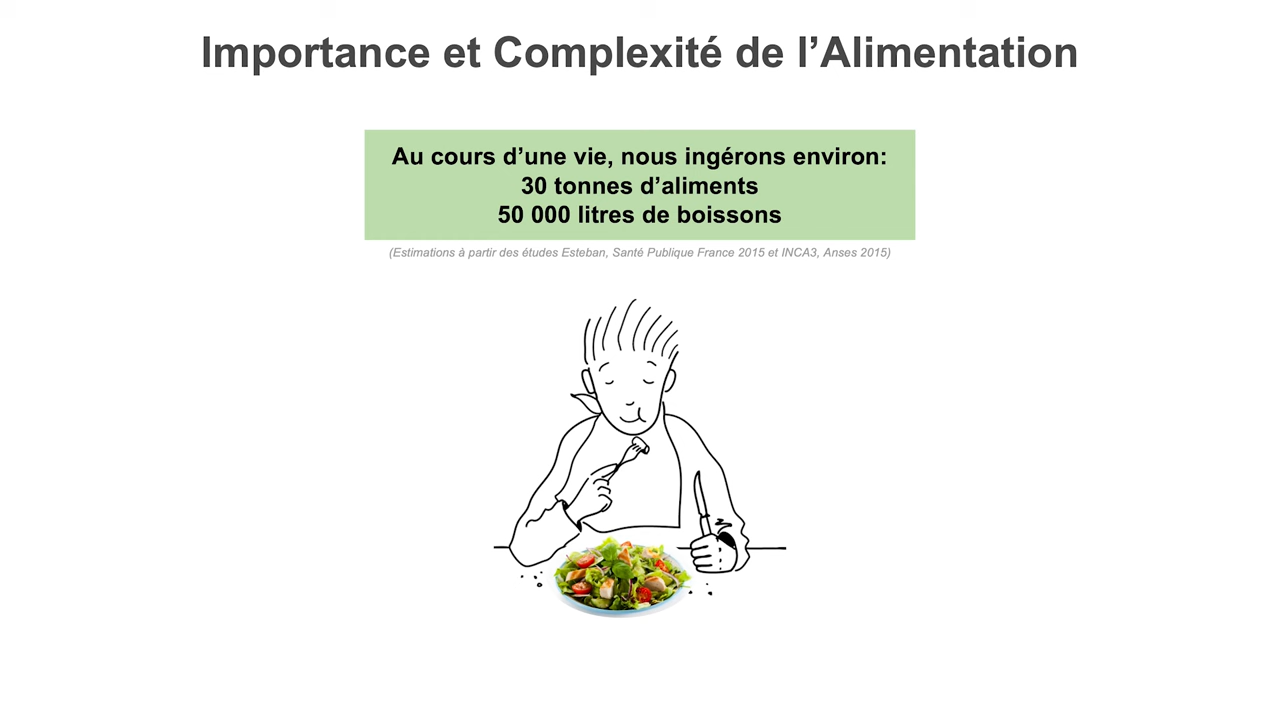 Importance et Complexité de l’Alimentation
Au cours d’une vie, nous ingérons environ:
30 tonnes d’aliments
50 000 litres de boissons
(Estimations à partir des études Esteban, Santé Publique France 2015 et INCA3, Anses 2015)